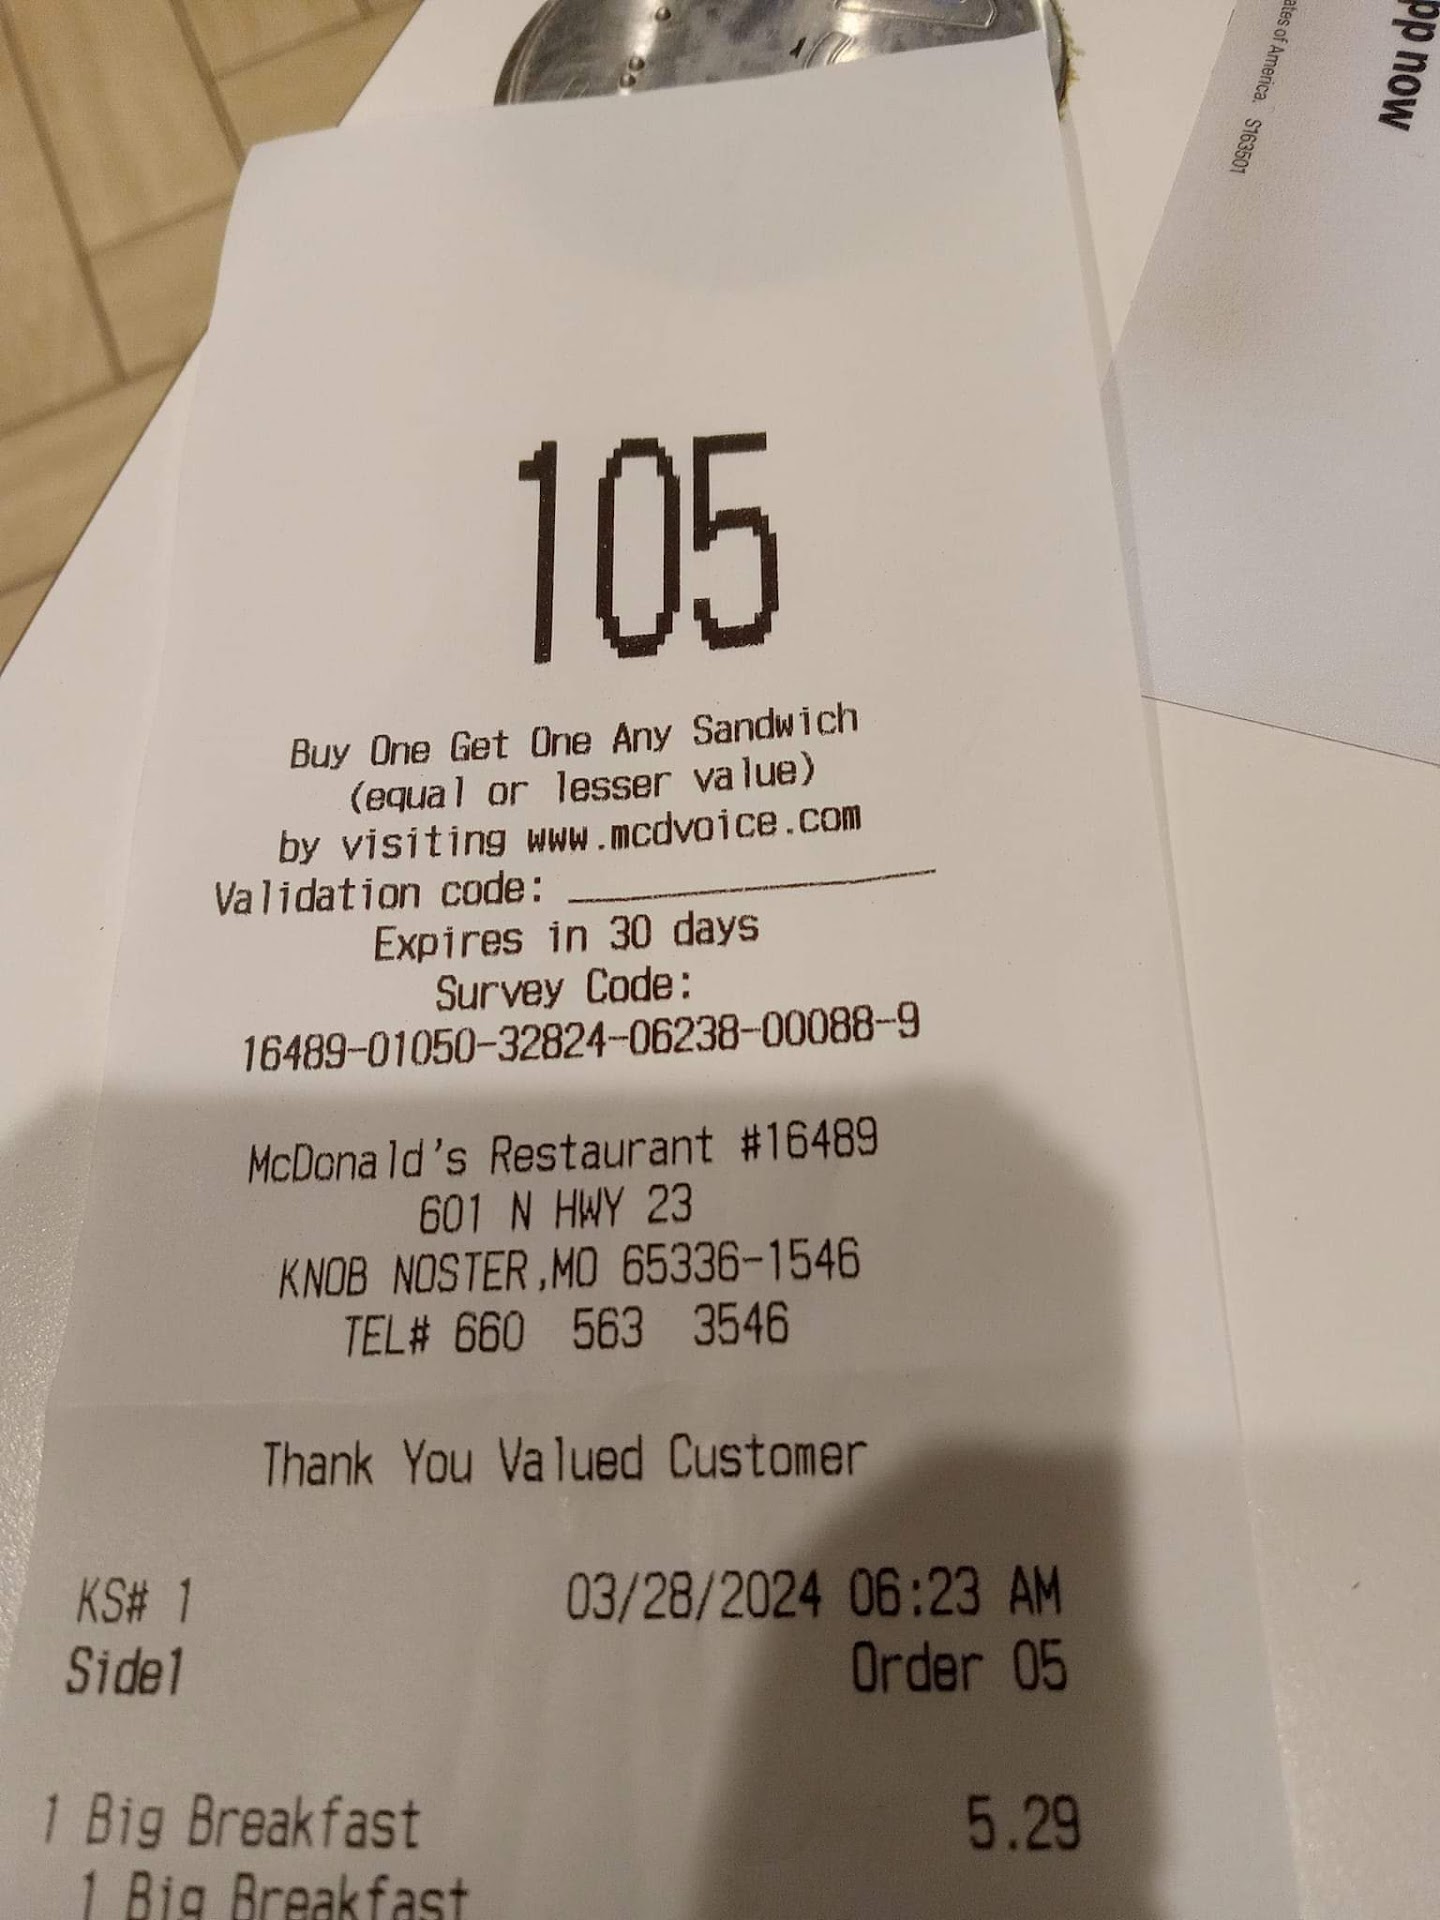 pp now
ates of America. S163501
105
Buy One Get One Any Sandwich
(equal or lesser value)
by visiting www.mcdvoice.com
Validation code: ____________
Expires in 30 days
Survey Code:
16489-01050-32824-06238-00088-9
McDonald's Restaurant #16489
601 N HWY 23
KNOB NOSTER,MO 65336-1546
TEL# 660 563 3546
Thank You Valued Customer
KS# 1 03/28/2024 06:23 AM
Side1 Order 05
1 Big Breakfast 5.29
1 Big Breakfast